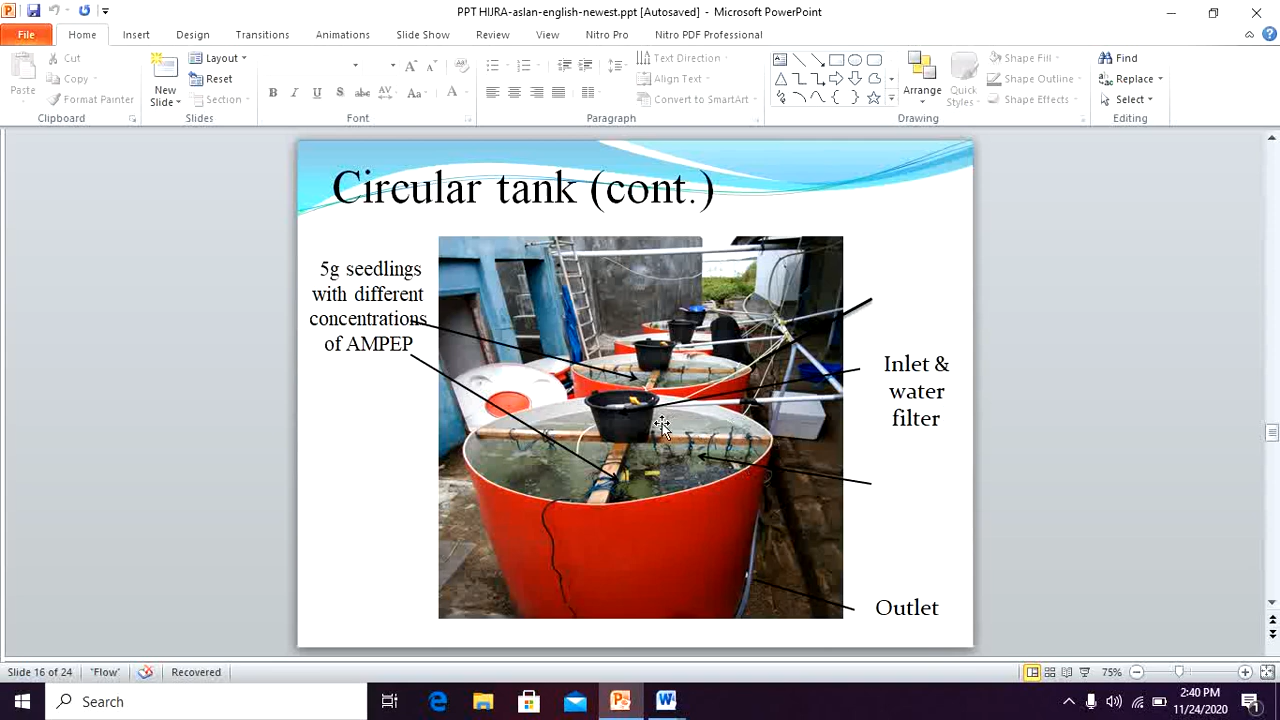 PPT HIJRA-aslan-english-newest.ppt [Autosaved] - Microsoft PowerPoint
File Home Insert Design Transitions Animations Slide Show Review View Nitro Pro Nitro PDF Professional
Paste
Cut
Copy
Format Painter
Clipboard
New Slide
Layout
Reset
Section
Slides
Font
Text Direction
Align Text
Convert to SmartArt
Paragraph
Arrange
Quick Styles
Shape Fill
Shape Outline
Shape Effects
Drawing
Find
Replace
Select
Editing
Circular tank (cont.)
5g seedlings
with different
concentrations
of AMPEP
Inlet &
water
filter
Outlet
Slide 16 of 24 "Flow" Recovered 75%
Search
2:40 PM
11/24/2020